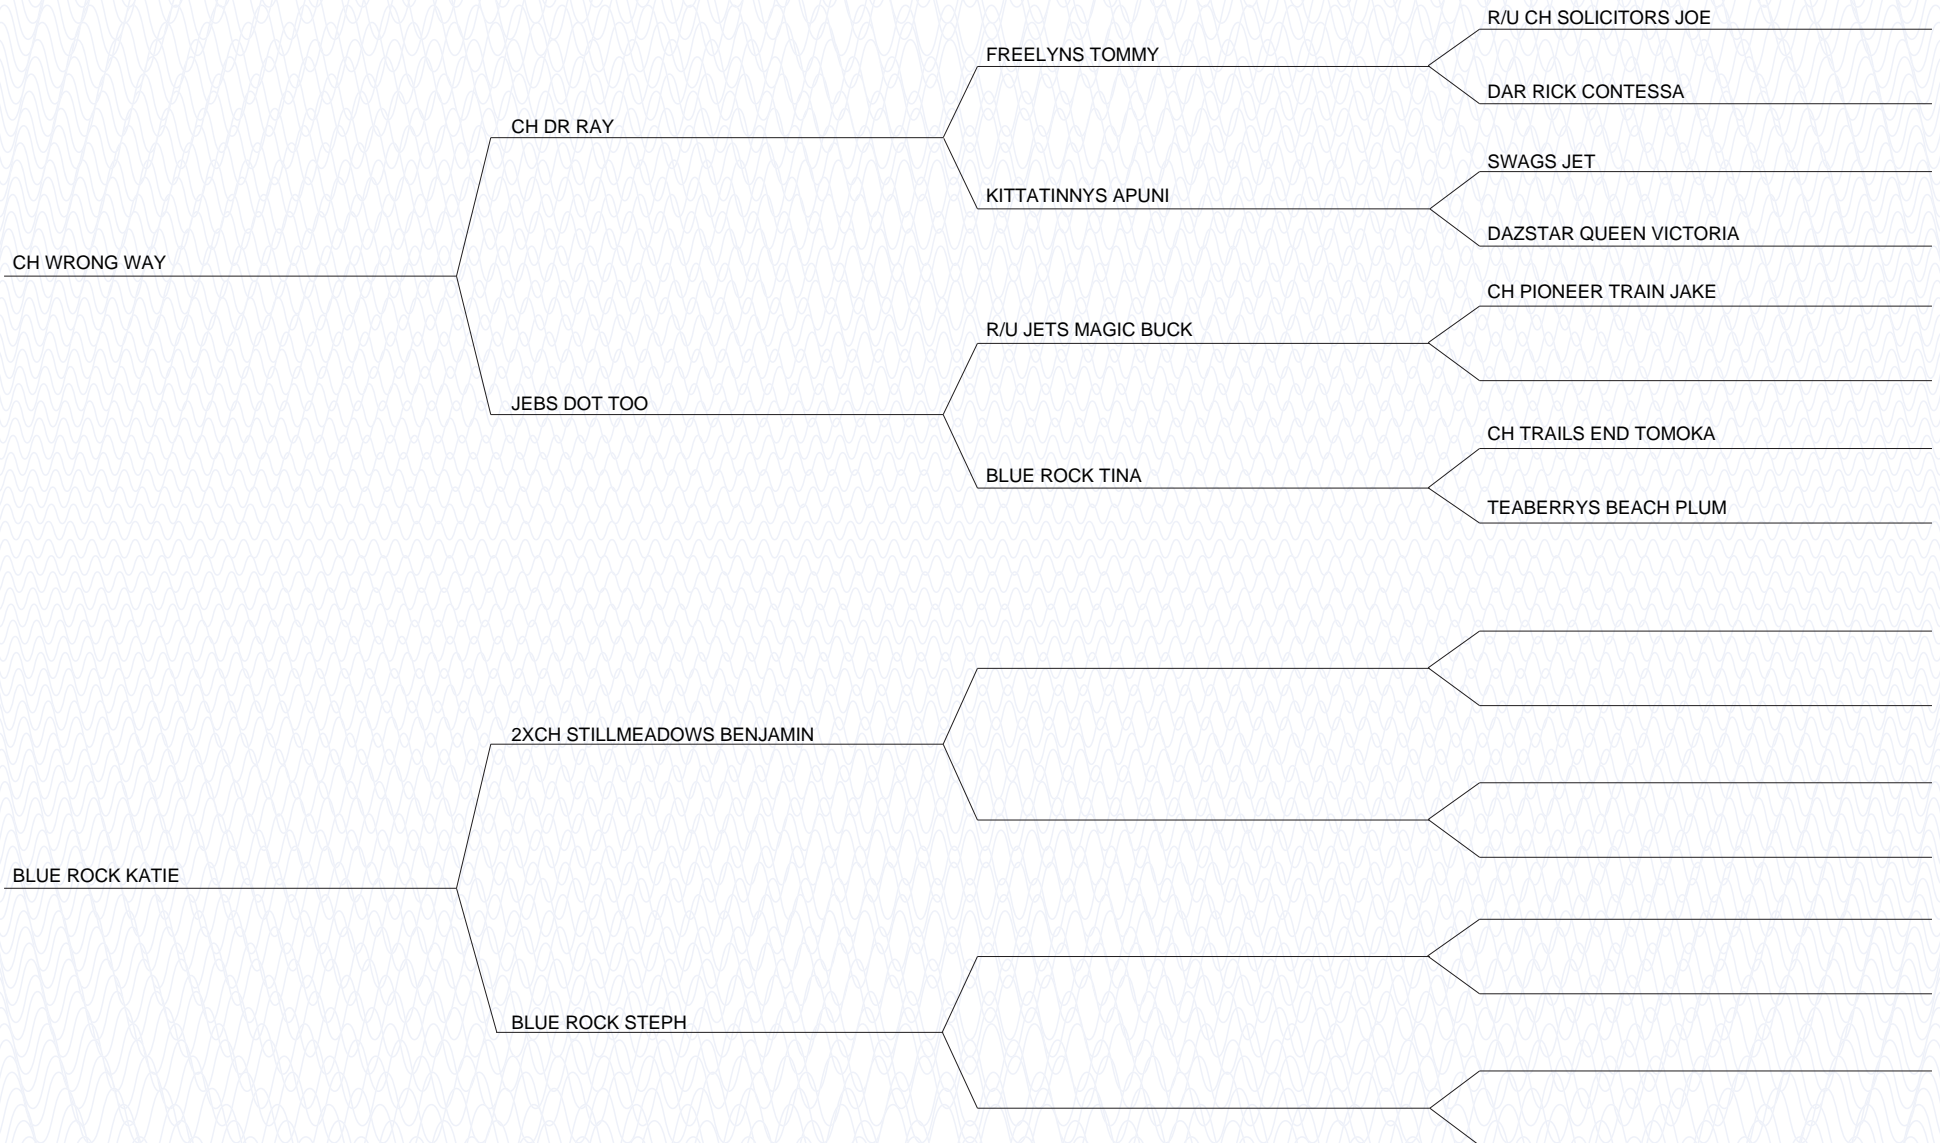 R/U CH SOLICITORS JOE
FREELYNS TOMMY
DAR RICK CONTESSA
CH DR RAY
SWAGS JET
KITTATINNYS APUNI
DAZSTAR QUEEN VICTORIA
CH WRONG WAY
CH PIONEER TRAIN JAKE
R/U JETS MAGIC BUCK
JEBS DOT TOO
CH TRAILS END TOMOKA
BLUE ROCK TINA
TEABERRYS BEACH PLUM
2XCH STILLMEADOWS BENJAMIN
BLUE ROCK KATIE
BLUE ROCK STEPH